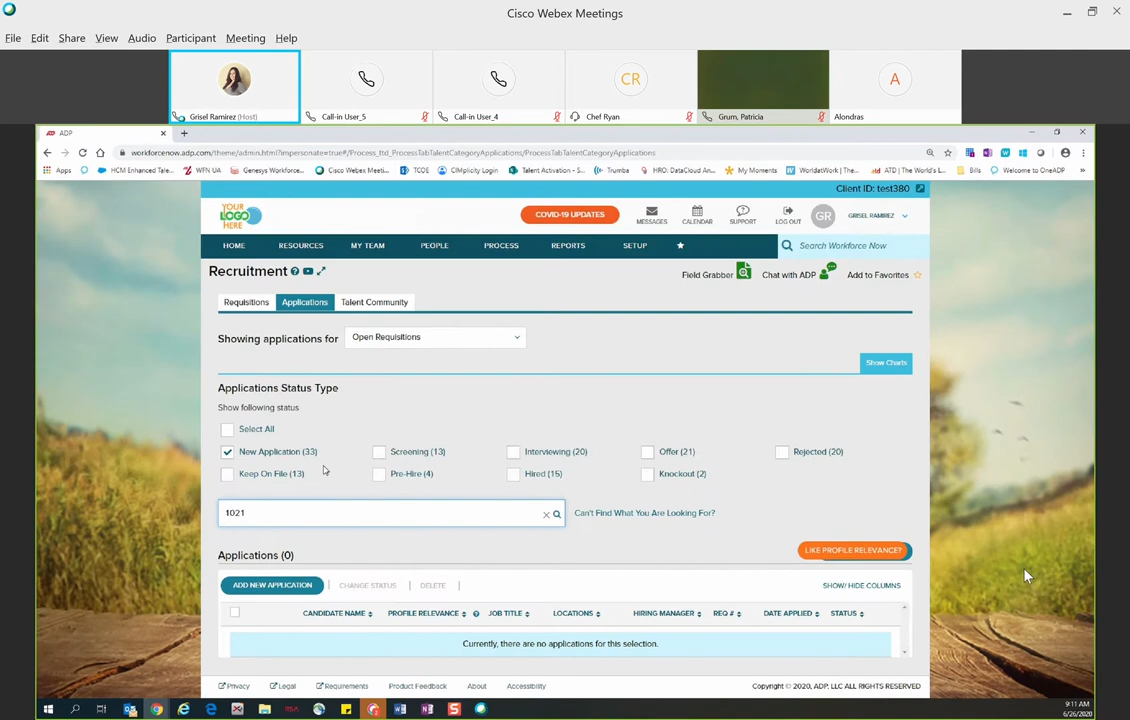 Cisco Webex Meetings
File Edit Share View Audio Participant Meeting Help
CR A
Grisel Ramirez (Host) Call-in User_5 Call-in User_4 Chef Ryan Grum, Patricia Alondras
ADP
workforcenow.adp.com/theme/admin.html?impersonate=true#/Process_ttd_ProcessTabTalentCategoryApplications/ProcessTabTalentCategoryApplications
Apps HCM Enhanced Tale... WFN UA Genesys Workforce... Cisco Webex Meeti... TCOE CIMplicity Login Talent Activation - S... Trumba HRO: DataCloud An... My Moments WorldatWork | The... ATD | The World's L... Bills Welcome to OneADP »
Client ID: test380
YOUR LOGO HERE
COVID-19 UPDATES MESSAGES CALENDAR SUPPORT LOG OUT GR GRISEL RAMIREZ
HOME RESOURCES MY TEAM PEOPLE PROCESS REPORTS SETUP Search Workforce Now
Recruitment Field Grabber Chat with ADP Add to Favorites
Requisitions Applications Talent Community
Showing applications for Open Requisitions
Show Charts
Applications Status Type
Show following status
Select All
New Application (33) Screening (13) Interviewing (20) Offer (21) Rejected (20)
Keep On File (13) Pre-Hire (4) Hired (15) Knockout (2)
1021 Can't Find What You Are Looking For?
Applications (0) LIKE PROFILE RELEVANCE?
ADD NEW APPLICATION CHANGE STATUS DELETE SHOW/ HIDE COLUMNS
CANDIDATE NAME PROFILE RELEVANCE JOB TITLE LOCATIONS HIRING MANAGER REQ # DATE APPLIED STATUS
Currently, there are no applications for this selection.
Privacy Legal Requirements Product Feedback About Accessibility Copyright © 2020, ADP, LLC ALL RIGHTS RESERVED
9:11 AM
6/26/2020